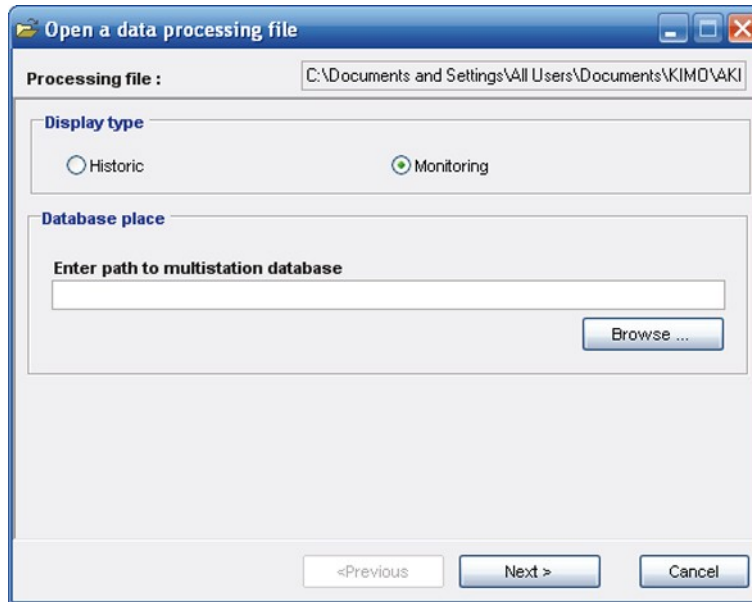 Open a data processing file
Processing file : C:\Documents and Settings\All Users\Documents\KIMO\AKI
Display type
Historic Monitoring
Database place
Enter path to multistation database
Browse ...
<Previous Next > Cancel